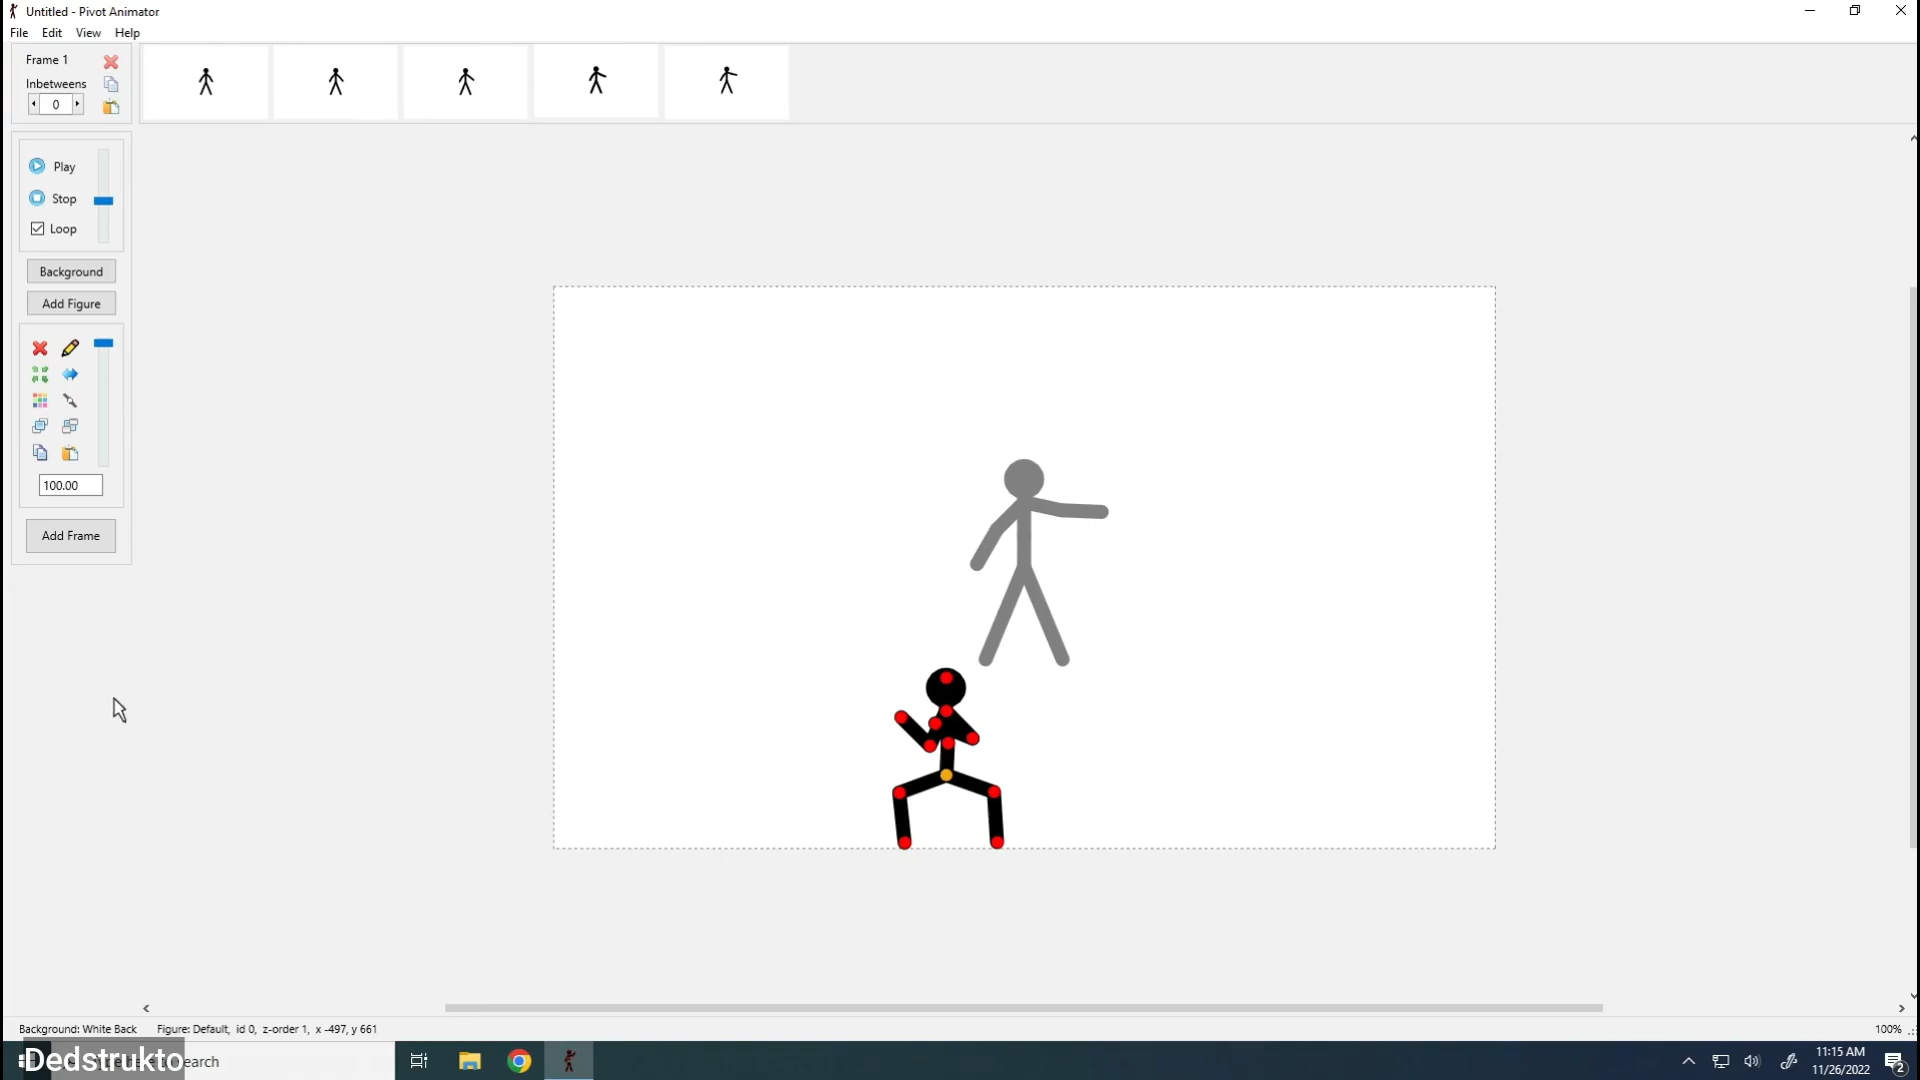 Untitled - Pivot Animator
File Edit View Help
Frame 1
Inbetweens
0
Play
Stop
Loop
Background
Add Figure
100.00
Add Frame
Background: White Back Figure: Default, id 0, z-order 1, x -497, y 661
100%
Dedstrukto
earch
11:15 AM
11/26/2022
2